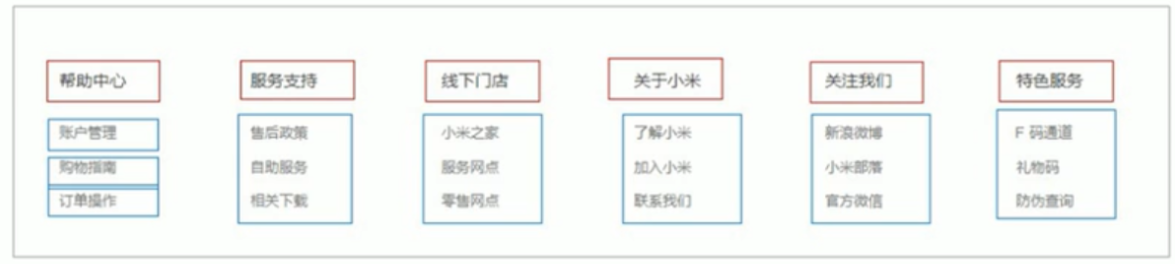 帮助中心
账户管理
购物指南
订单操作
服务支持
售后政策
自助服务
相关下载
线下门店
小米之家
服务网点
零售网点
关于小米
了解小米
加入小米
联系我们
关注我们
新浪微博
小米部落
官方微信
特色服务
F 码通道
礼物码
防伪查询